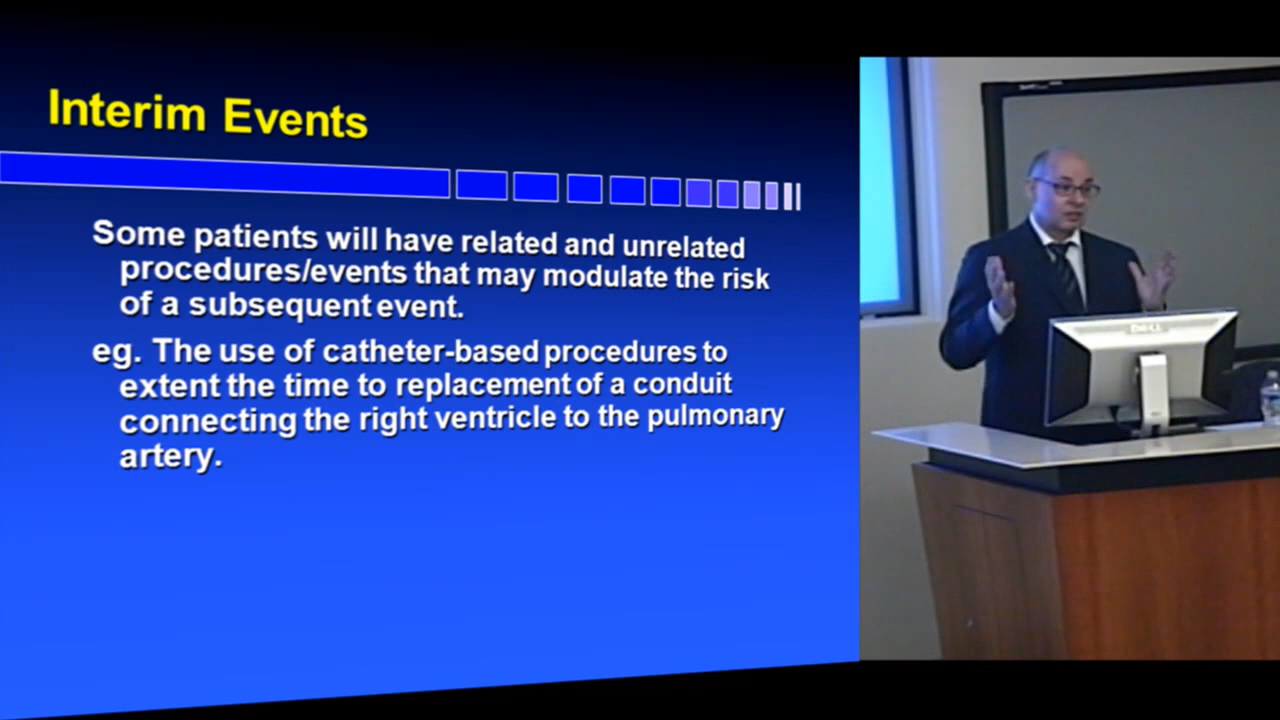 Interim Events
Some patients will have related and unrelated
procedures/events that may modulate the risk
of a subsequent event.
eg. The use of catheter-based procedures to
extent the time to replacement of a conduit
connecting the right ventricle to the pulmonary
artery.
DELL